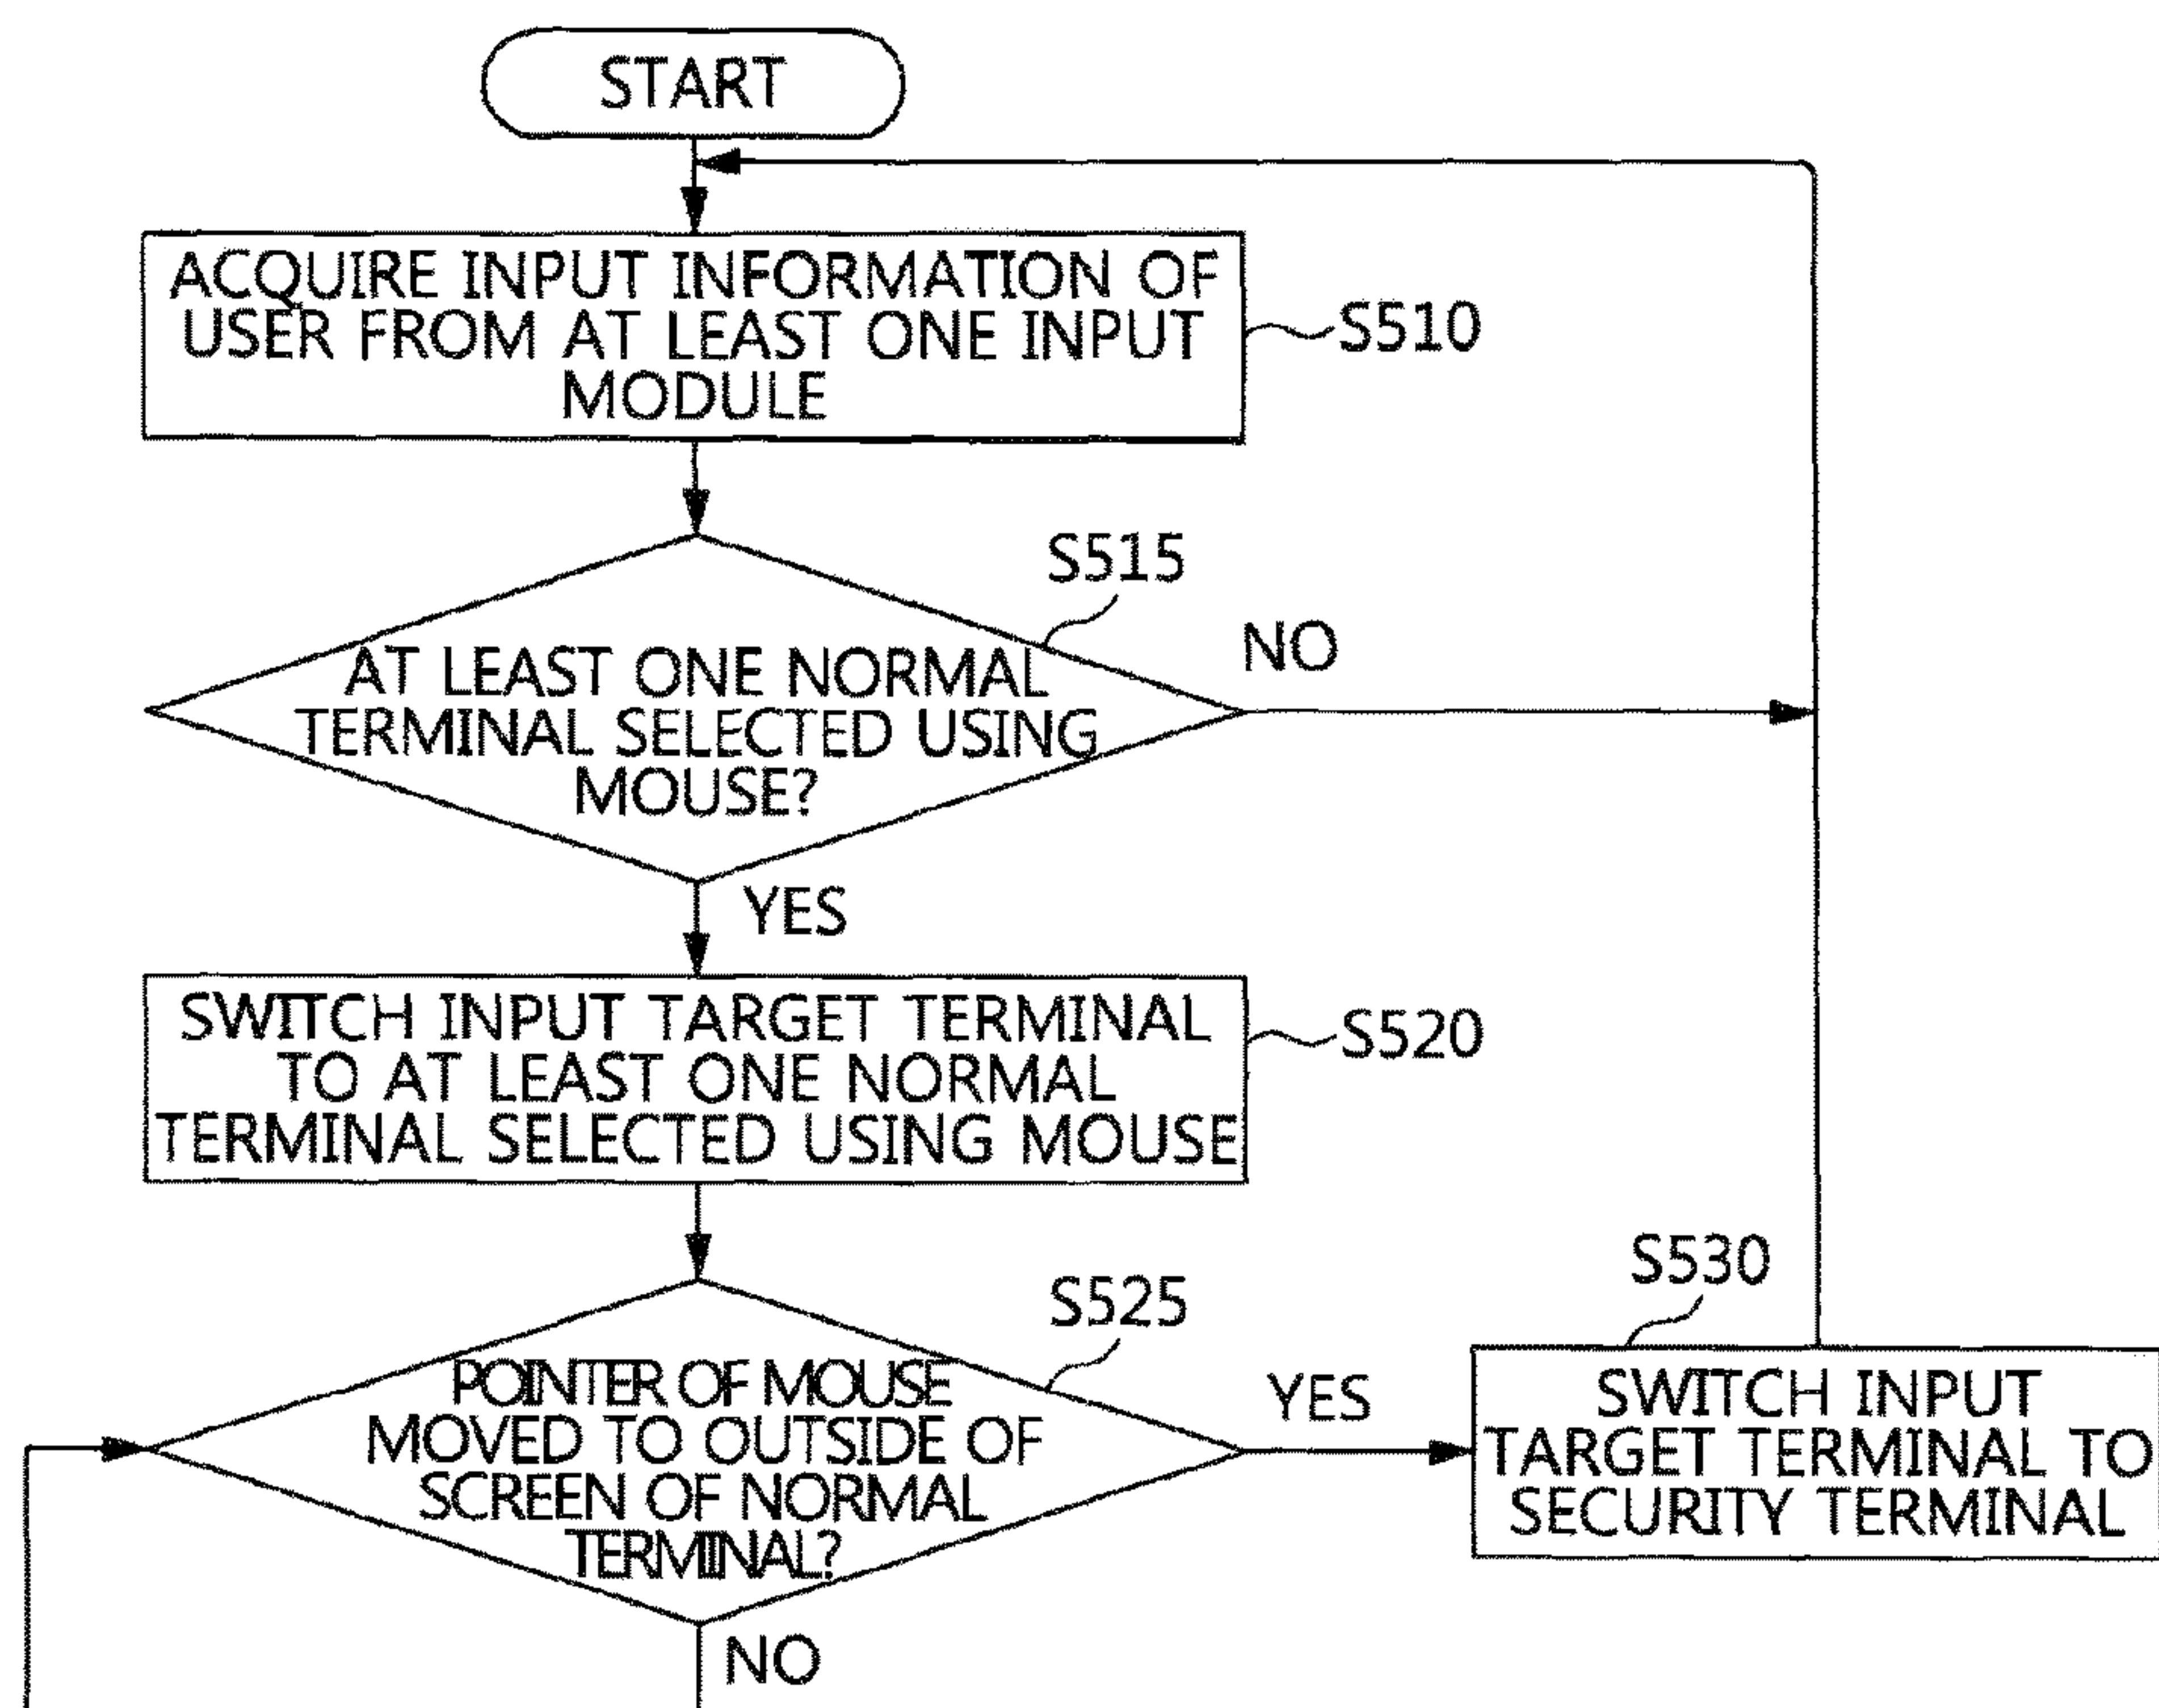 START
ACQUIRE INPUT INFORMATION OF
USER FROM AT LEAST ONE INPUT
MODULE
S510
S515
AT LEAST ONE NORMAL
TERMINAL SELECTED USING
MOUSE?
NO
YES
SWITCH INPUT TARGET TERMINAL
TO AT LEAST ONE NORMAL
TERMINAL SELECTED USING MOUSE
S520
S525
POINTER OF MOUSE
MOVED TO OUTSIDE OF
SCREEN OF NORMAL
TERMINAL?
YES
NO
S530
SWITCH INPUT
TARGET TERMINAL TO
SECURITY TERMINAL